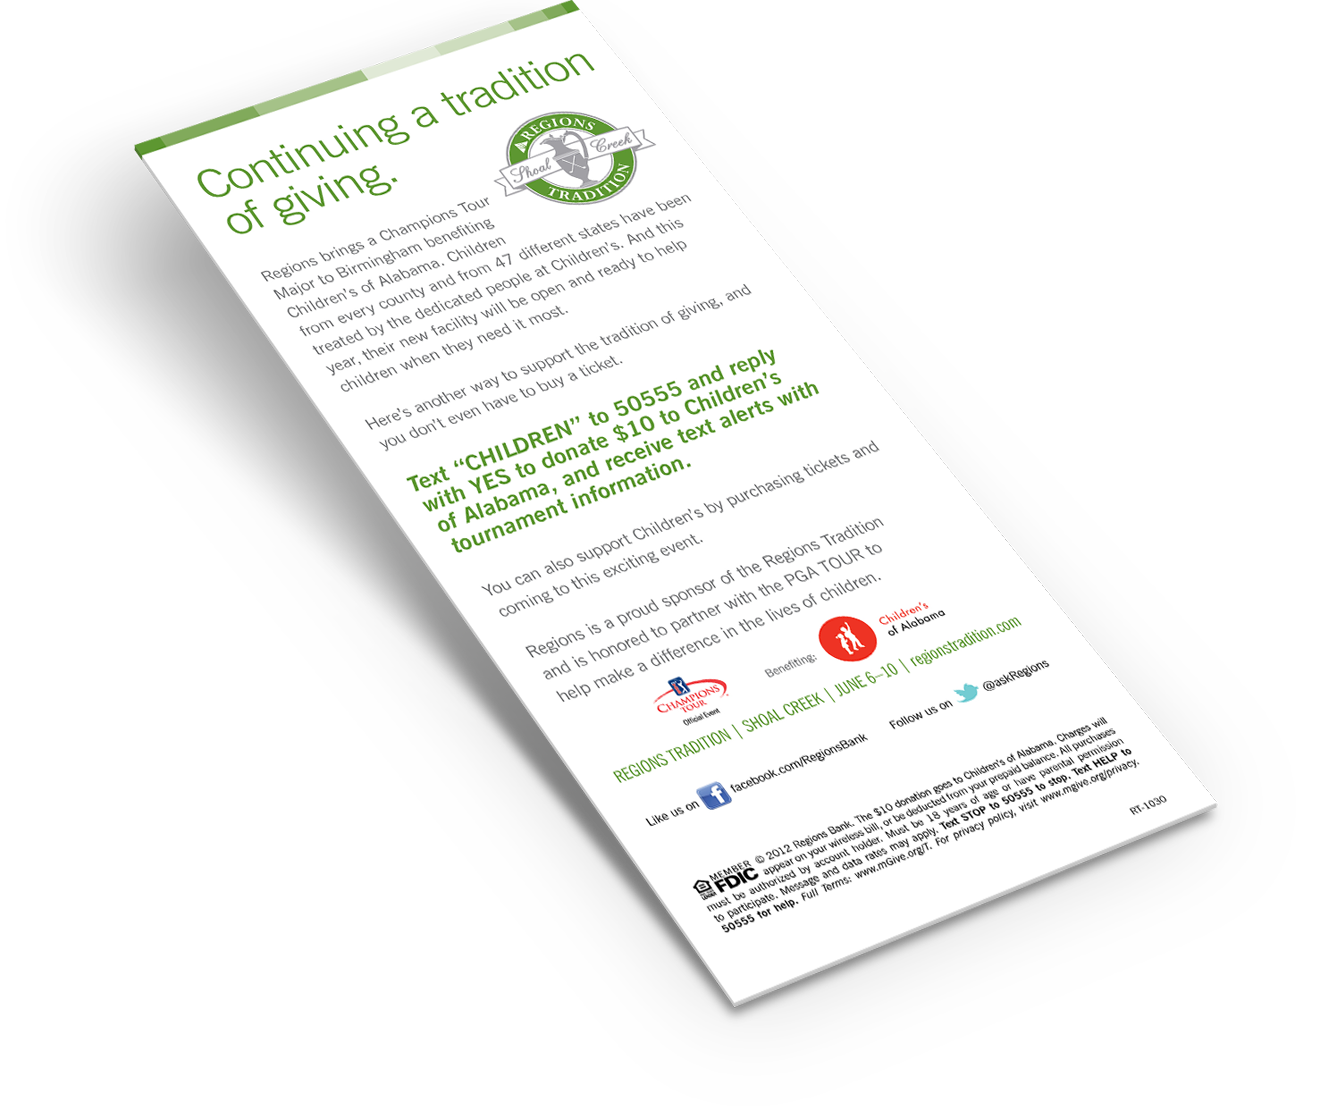 Continuing a tradition
of giving.
REGIONS
Shoal Creek
TRADITION
Regions brings a Champions Tour
Major to Birmingham benefiting
Children's of Alabama. Children
from every county and from 47 different states have been
treated by the dedicated people at Children's. And this
year, their new facility will be open and ready to help
children when they need it most.
Here's another way to support the tradition of giving, and
you don't even have to buy a ticket.
Text “CHILDREN” to 50555 and reply
with YES to donate $10 to Children's
of Alabama, and receive text alerts with
tournament information.
You can also support Children's by purchasing tickets and
coming to this exciting event.
Regions is a proud sponsor of the Regions Tradition
and is honored to partner with the PGA TOUR to
help make a difference in the lives of children.
CHAMPIONS
TOUR
Official Event
Benefiting:
Children's
of Alabama
REGIONS TRADITION | SHOAL CREEK | JUNE 6–10 | regionstradition.com
Like us on facebook.com/RegionsBank
Follow us on @askRegions
MEMBER
FDIC
© 2012 Regions Bank. The $10 donation goes to Children's of Alabama. Charges will
appear on your wireless bill, or be deducted from your prepaid balance. All purchases
must be authorized by account holder. Must be 18 years of age or have parental permission
to participate. Message and data rates may apply. Text STOP to 50555 to stop. Text HELP to
50555 for help. Full Terms: www.mGive.org/T. For privacy policy, visit www.mgive.org/privacy.
RT-1030